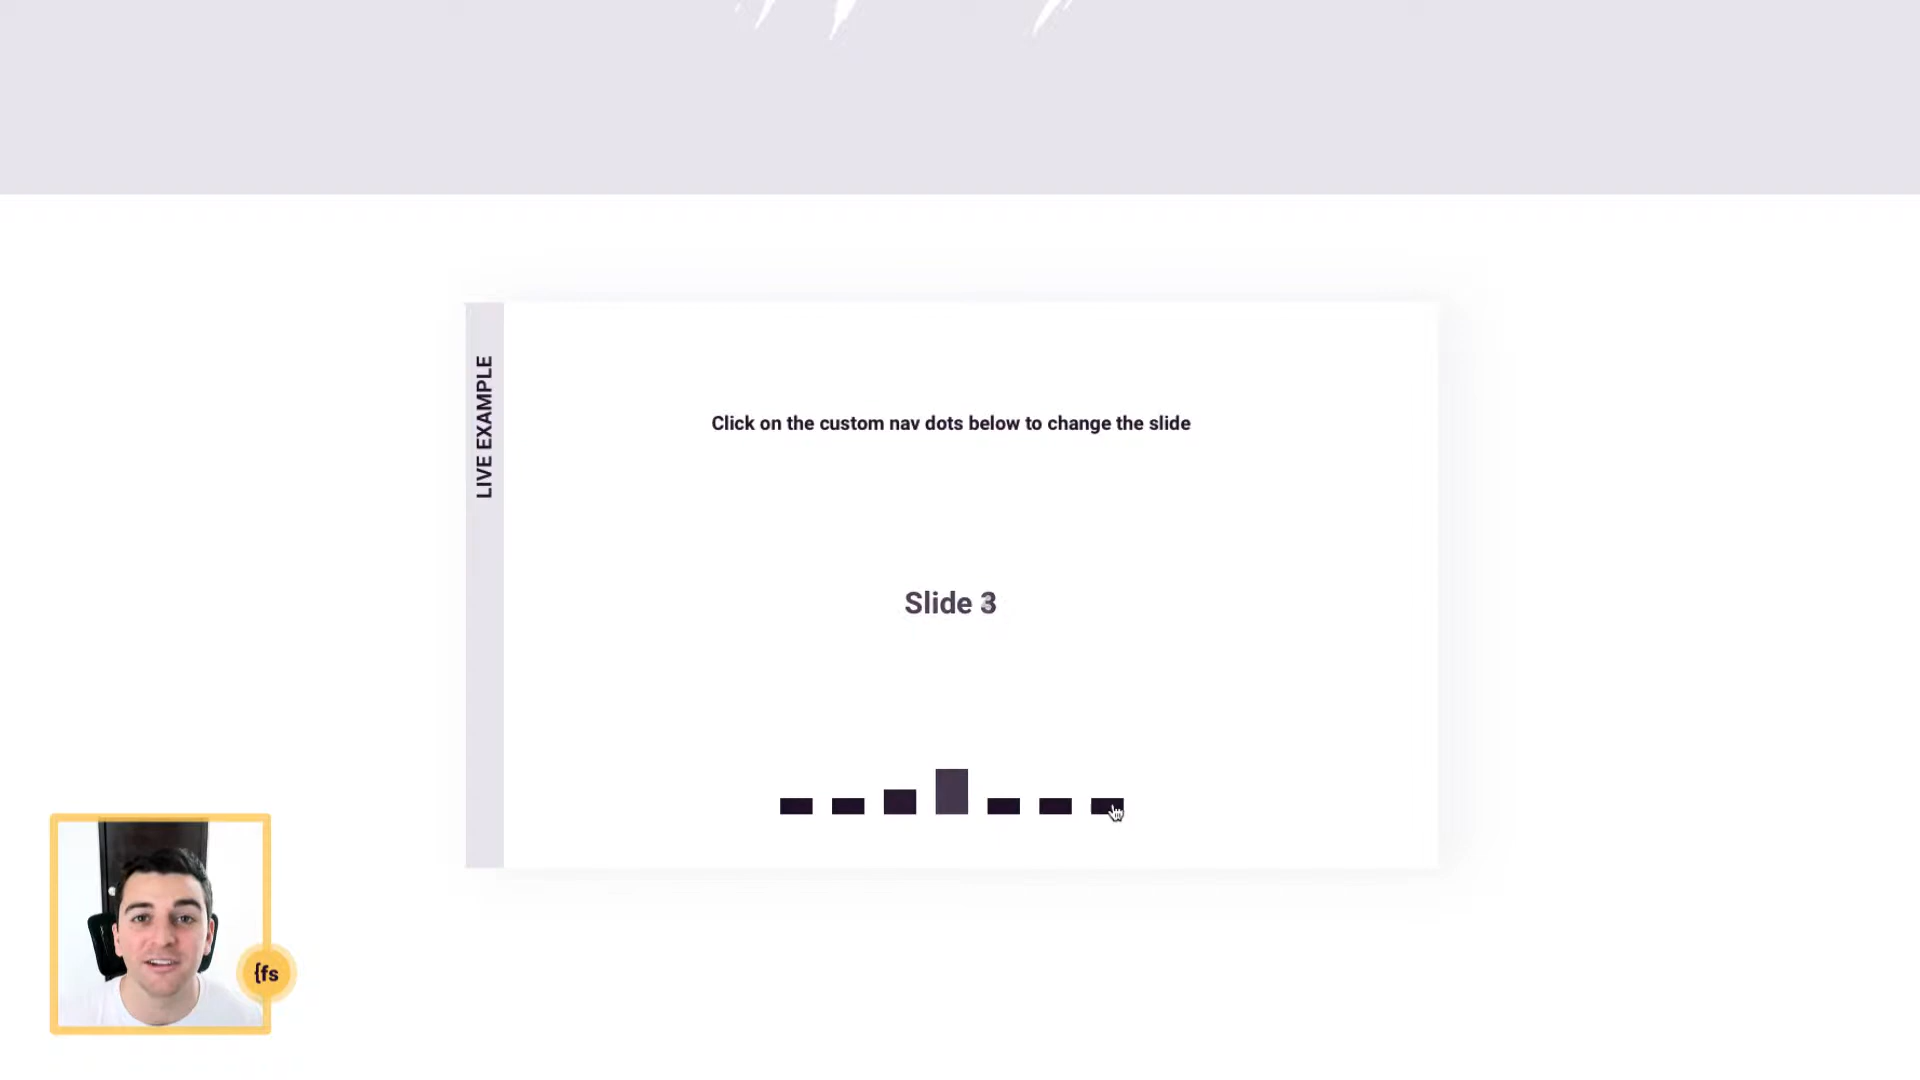 LIVE EXAMPLE
Click on the custom nav dots below to change the slide
Slide 3
{fs